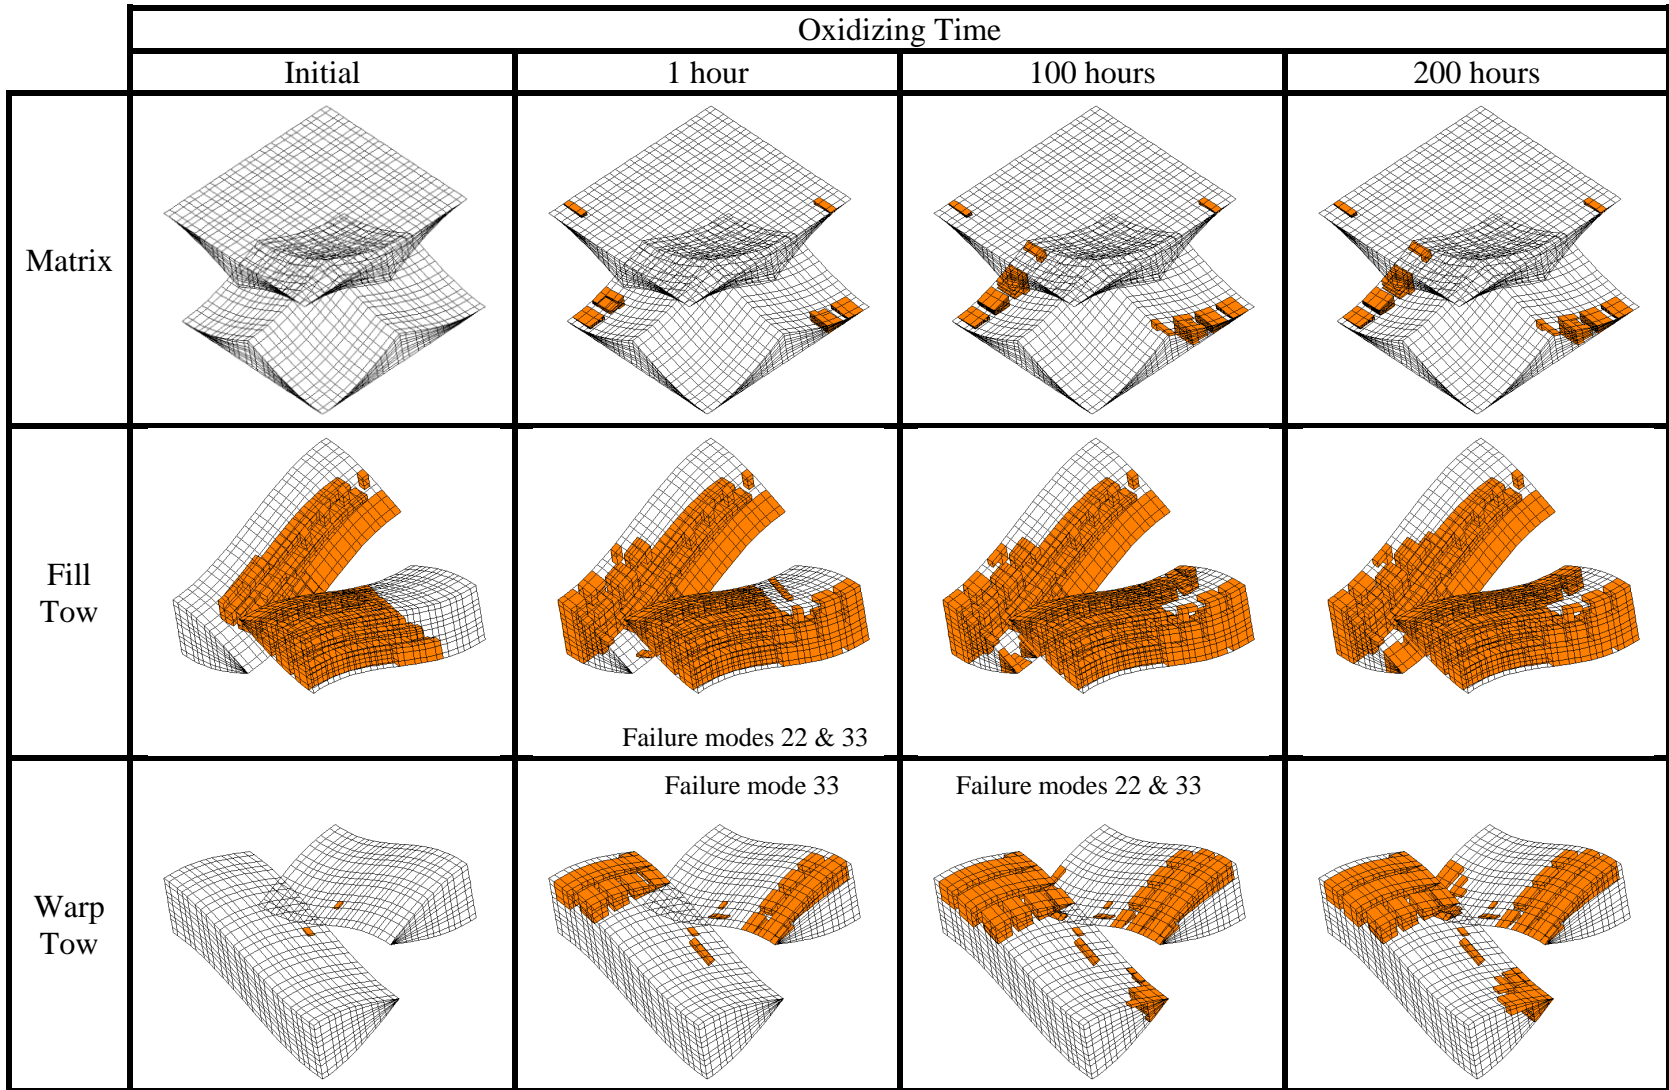 Oxidizing Time
Initial
1 hour
100 hours
200 hours
Matrix
Fill
Tow
Failure modes 22 & 33
Warp
Tow
Failure mode 33
Failure modes 22 & 33